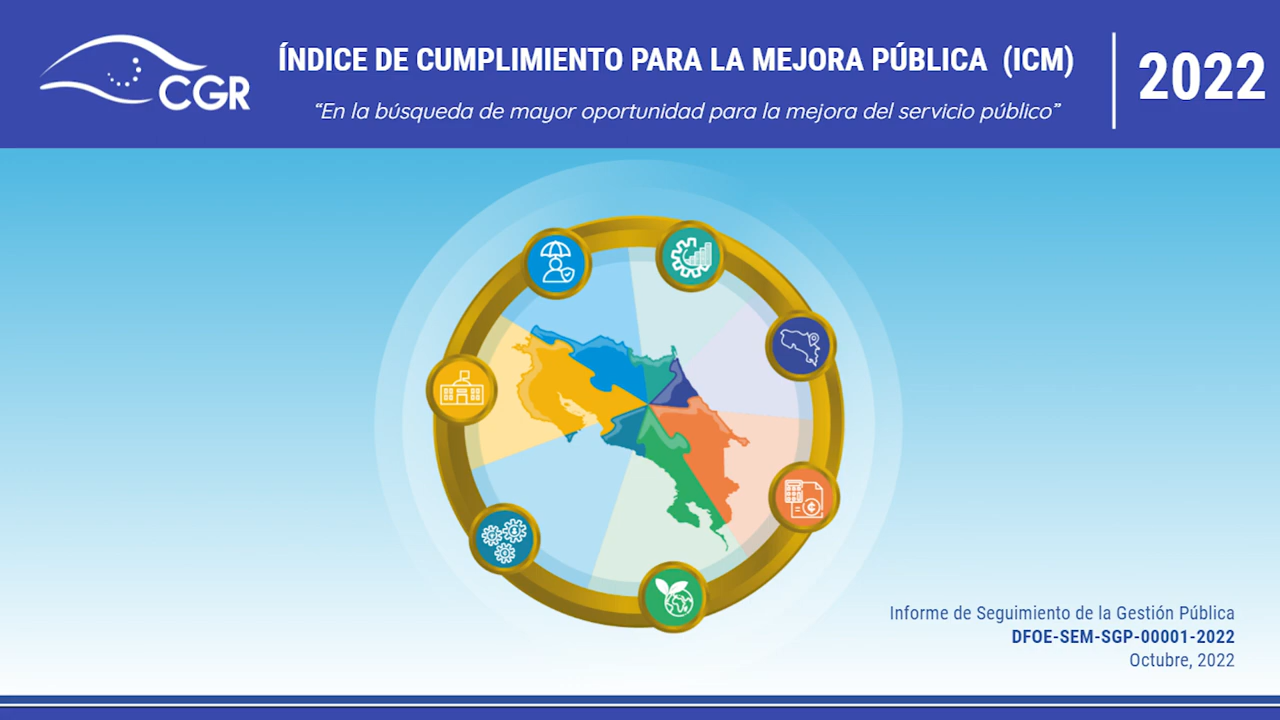 CGR
ÍNDICE DE CUMPLIMIENTO PARA LA MEJORA PÚBLICA (ICM)
“En la búsqueda de mayor oportunidad para la mejora del servicio público”
2022
Informe de Seguimiento de la Gestión Pública
DFOE-SEM-SGP-00001-2022
Octubre, 2022